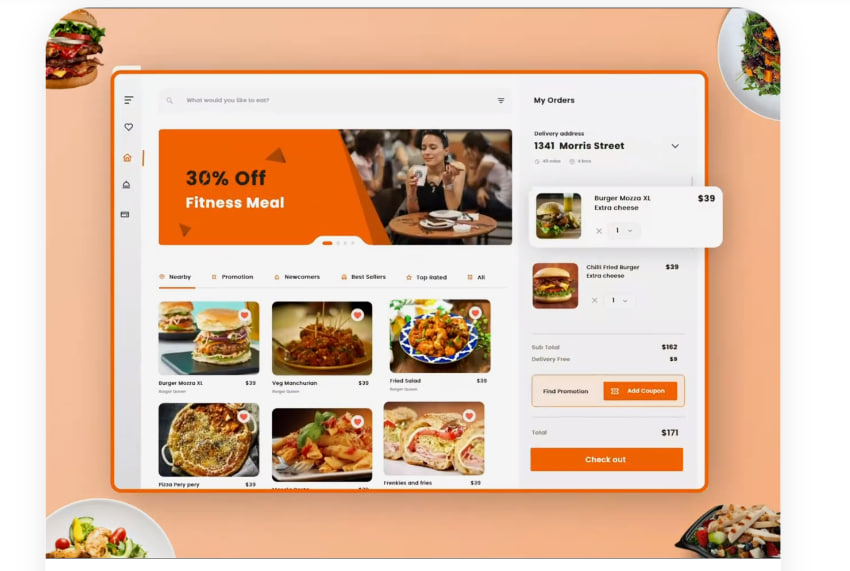 What would you like to eat?
30% Off
Fitness Meal
Nearby
Promotion
Newcomers
Best Sellers
Top Rated
All
Burger Mozza XL
$39
Burger Queen
Veg Manchurian
$39
Burger Queen
Fried Salad
$39
Burger Queen
Pizza Pery pery
$39
$39
Frenkies and fries
$39
My Orders
Delivery address
1341 Morris Street
Burger Mozza XL
$39
Extra cheese
1
Chilli Fried Burger
$39
Extra cheese
1
Sub Total
$162
Delivery Free
$9
Find Promotion
Add Coupon
Total
$171
Check out